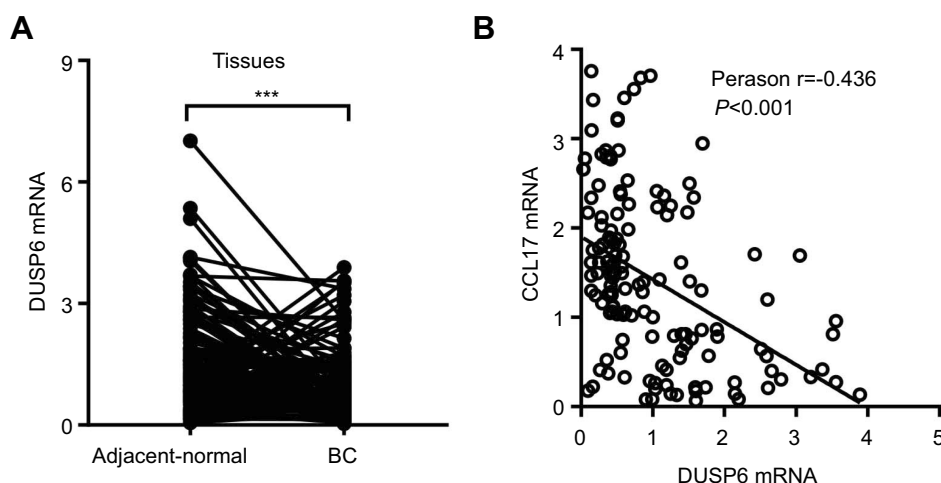 A
Tissues
***
9
6
3
0
DUSP6 mRNA
Adjacent-normal
BC
B
Perason r=-0.436
P<0.001
4
3
2
1
0
CCL17 mRNA
0 1 2 3 4 5
DUSP6 mRNA